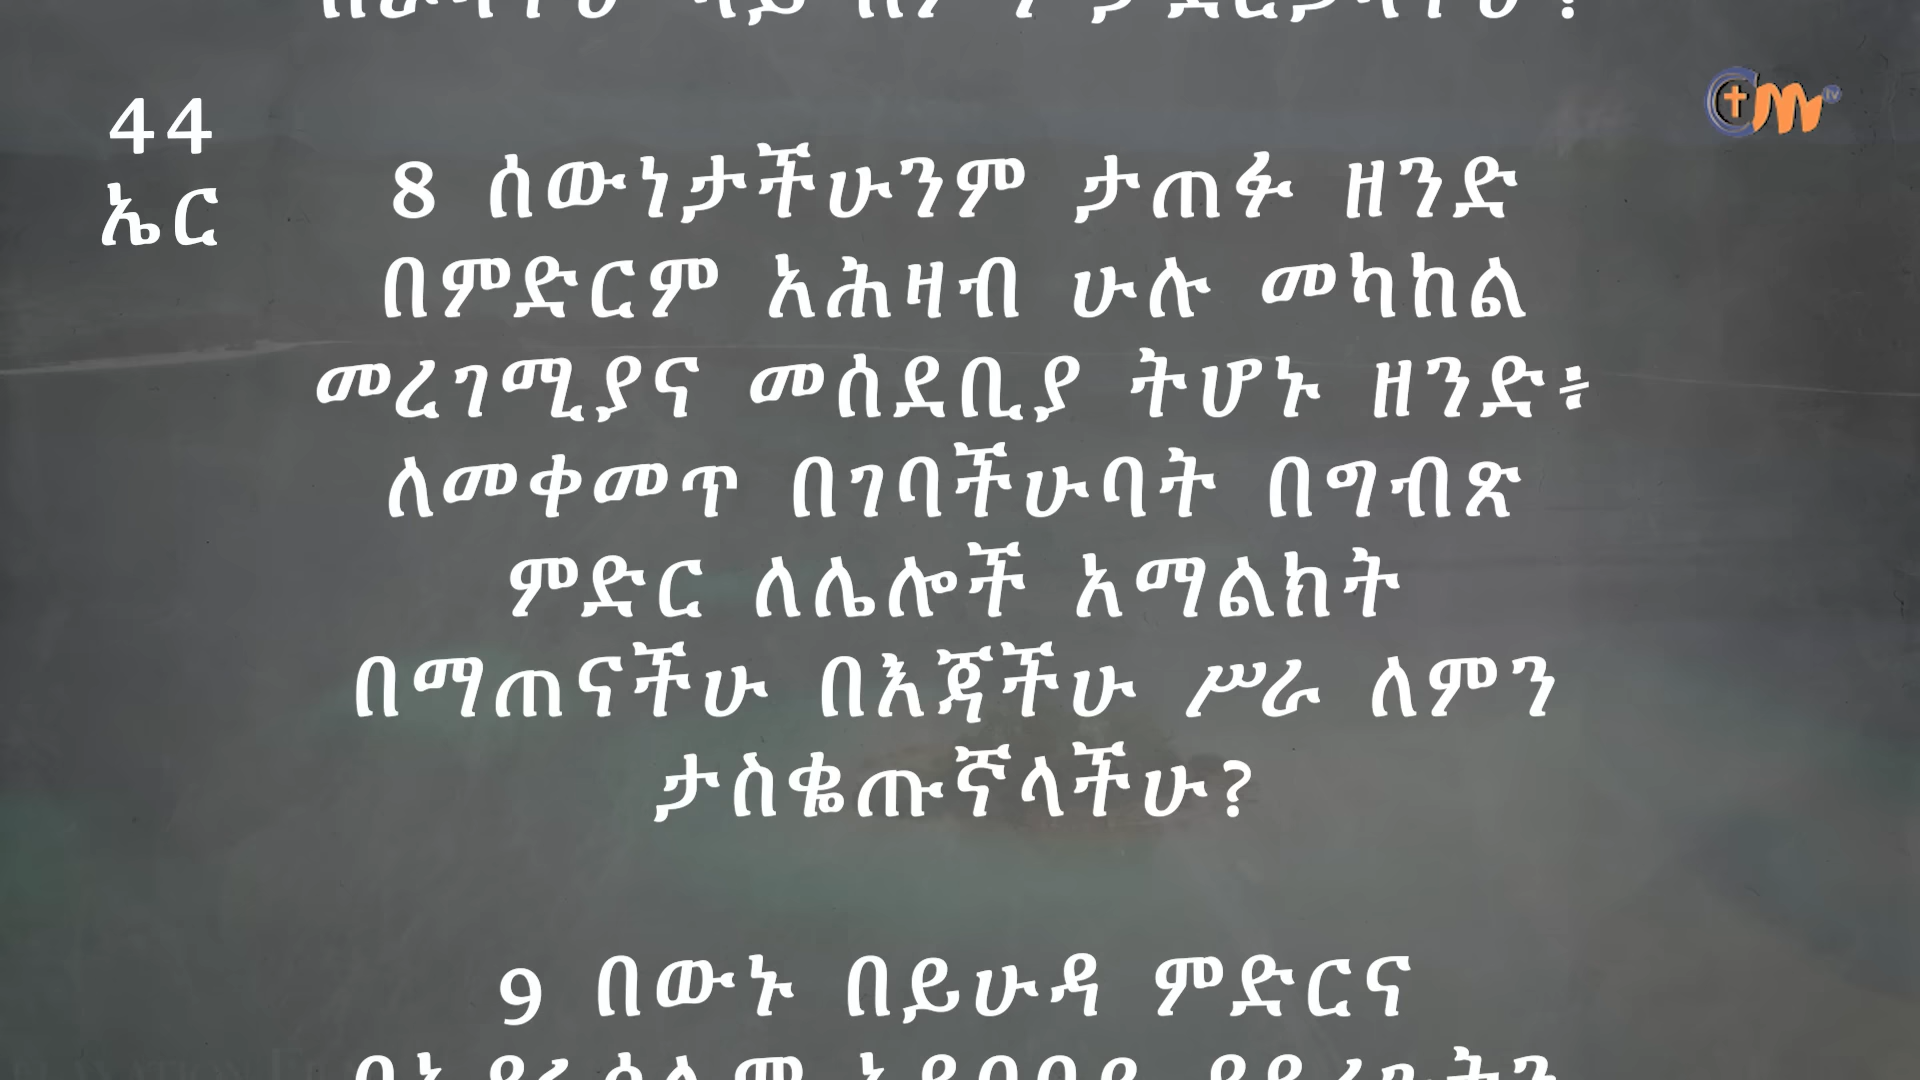 44
ኤር
8 ሰውነታችሁንም ታጠፉ ዘንድ
በምድርም አሕዛብ ሁሉ መካከል
መረገሚያና መሰደቢያ ትሆኑ ዘንድ፥
ለመቀመጥ በገባችሁባት በግብጽ
ምድር ለሌሎች አማልክት
በማጠናችሁ በእጃችሁ ሥራ ለምን
ታስቈጡኛላችሁ?
9 በውኑ በይሁዳ ምድርና